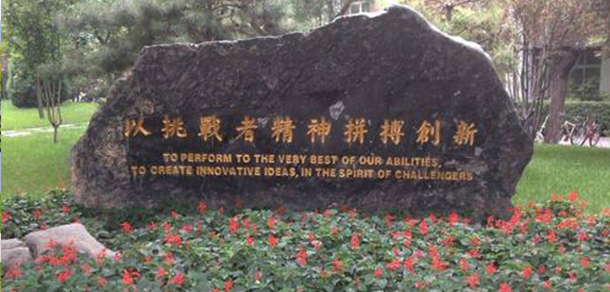 以挑戰者精神拼搏創新
TO PERFORM TO THE VERY BEST OF OUR ABILITIES,
TO CREATE INNOVATIVE IDEAS, IN THE SPIRIT OF CHALLENGERS